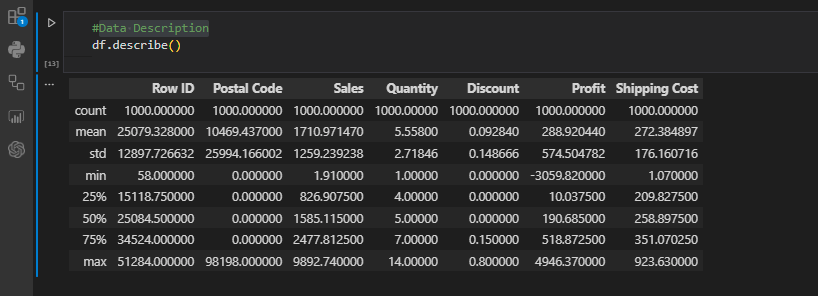 1
#Data Description
df.describe()
[13]
... Row ID Postal Code Sales Quantity Discount Profit Shipping Cost
count 1000.000000 1000.000000 1000.000000 1000.00000 1000.000000 1000.000000 1000.000000
mean 25079.328000 10469.437000 1710.971470 5.55800 0.092840 288.920440 272.384897
std 12897.726632 25994.166002 1259.239238 2.71846 0.148666 574.504782 176.160716
min 58.000000 0.000000 1.910000 1.00000 0.000000 -3059.820000 1.070000
25% 15118.750000 0.000000 826.907500 4.00000 0.000000 10.037500 209.827500
50% 25084.500000 0.000000 1585.115000 5.00000 0.000000 190.685000 258.897500
75% 34524.000000 0.000000 2477.812500 7.00000 0.150000 518.872500 351.070250
max 51284.000000 98198.000000 9892.740000 14.00000 0.800000 4946.370000 923.630000